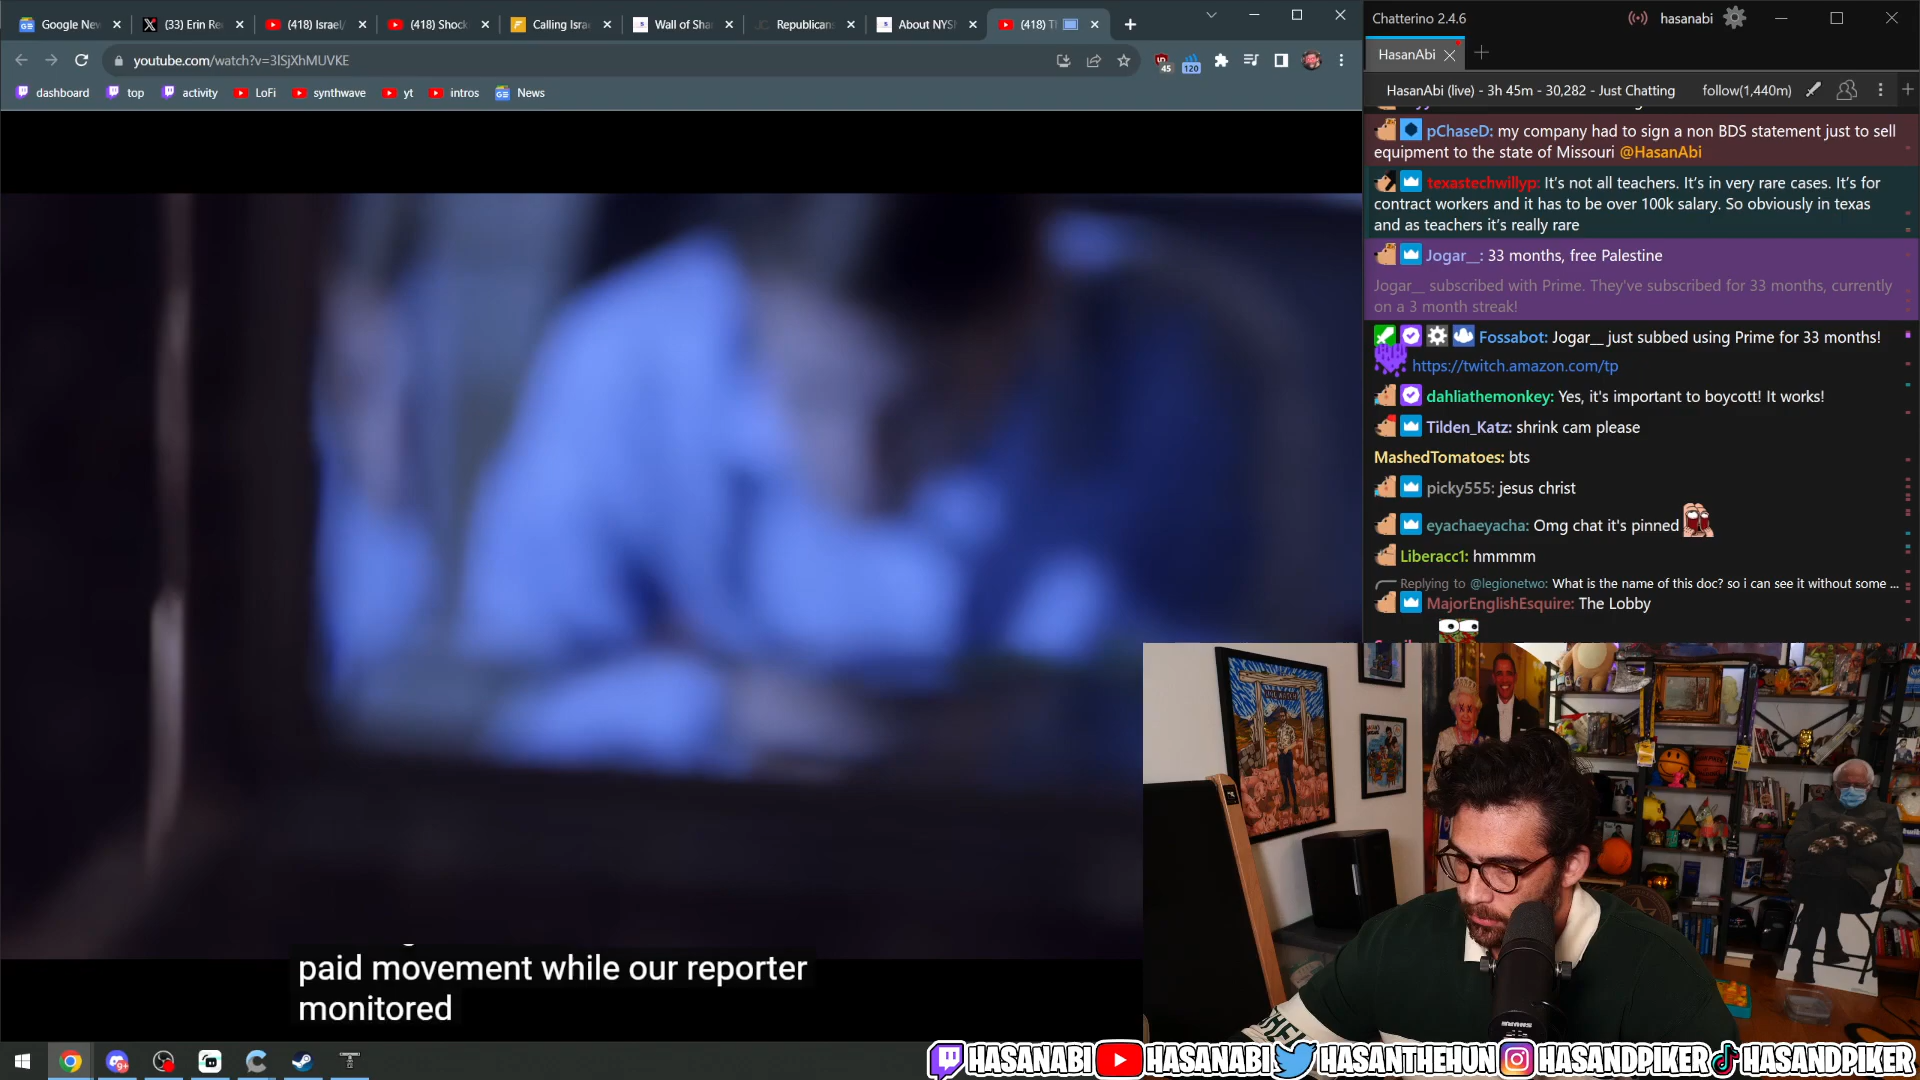 Google New
(33) Erin Re
(418) Israel/
(418) Shock
Calling Isra
Wall of Sha
Republicans
About NYS
(418) T
youtube.com/watch?v=3lSjXhMUVKE
45
120
dashboard
top
activity
LoFi
synthwave
yt
intros
News
paid movement while our reporter
monitored
Chatterino 2.4.6
hasanabi
HasanAbi
HasanAbi (live) - 3h 45m - 30,282 - Just Chatting
follow(1,440m)
pChaseD: my company had to sign a non BDS statement just to sell
equipment to the state of Missouri @HasanAbi
texastechwillyp: It's not all teachers. It's in very rare cases. It's for
contract workers and it has to be over 100k salary. So obviously in texas
and as teachers it's really rare
Jogar__: 33 months, free Palestine
Jogar__ subscribed with Prime. They've subscribed for 33 months, currently
on a 3 month streak!
Fossabot: Jogar__ just subbed using Prime for 33 months!
https://twitch.amazon.com/tp
dahliathemonkey: Yes, it's important to boycott! It works!
Tilden_Katz: shrink cam please
MashedTomatoes: bts
picky555: jesus christ
eyachaeyacha: Omg chat it's pinned
Liberacc1: hmmmm
Replying to @legionetwo: What is the name of this doc? so i can see it without some ...
MajorEnglishEsquire: The Lobby
HASANABI
HASANABI
HASANTHEHUN
HASANDPIKER
HASANDPIKER